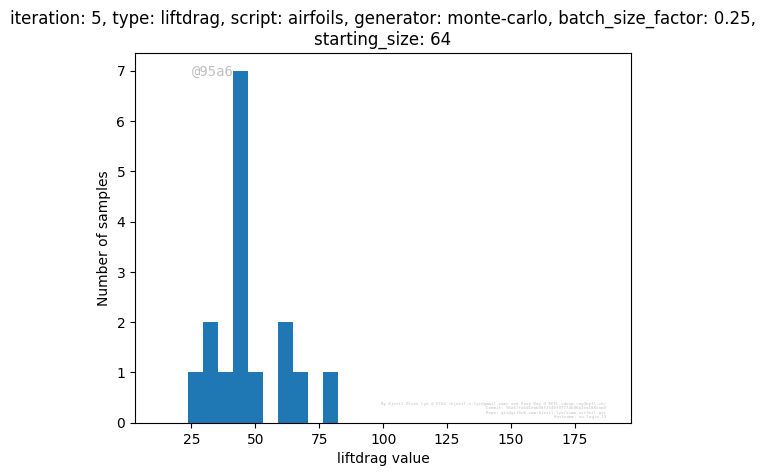 iteration: 5, type: liftdrag, script: airfoils, generator: monte-carlo, batch_size_factor: 0.25,
starting_size: 64
@95a6
7
6
5
4
3
2
1
0
Number of samples
25 50 75 100 125 150 175
liftdrag value